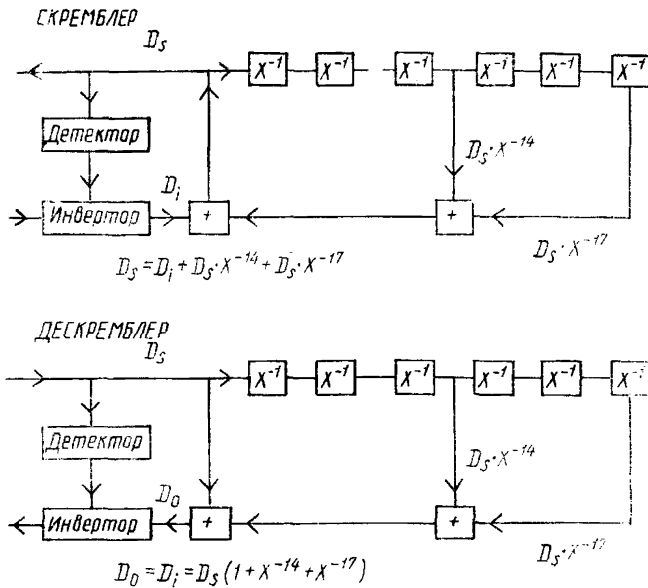 СКРЕМБЛЕР
D_s
X⁻¹ X⁻¹ X⁻¹ X⁻¹ X⁻¹ X⁻¹
Детектор
D_s·X⁻¹⁴
D_i
Инвертор + +
D_s·X⁻¹⁷
D_s = D_i + D_s·X⁻¹⁴ + D_s·X⁻¹⁷
ДЕСКРЕМБЛЕР
D_s
X⁻¹ X⁻¹ X⁻¹ X⁻¹ X⁻¹ X⁻¹
Детектор
D_s·X⁻¹⁴
D_0
Инвертор + +
D_s·X⁻¹⁷
D_0 = D_i = D_s(1 + X⁻¹⁴ + X⁻¹⁷)